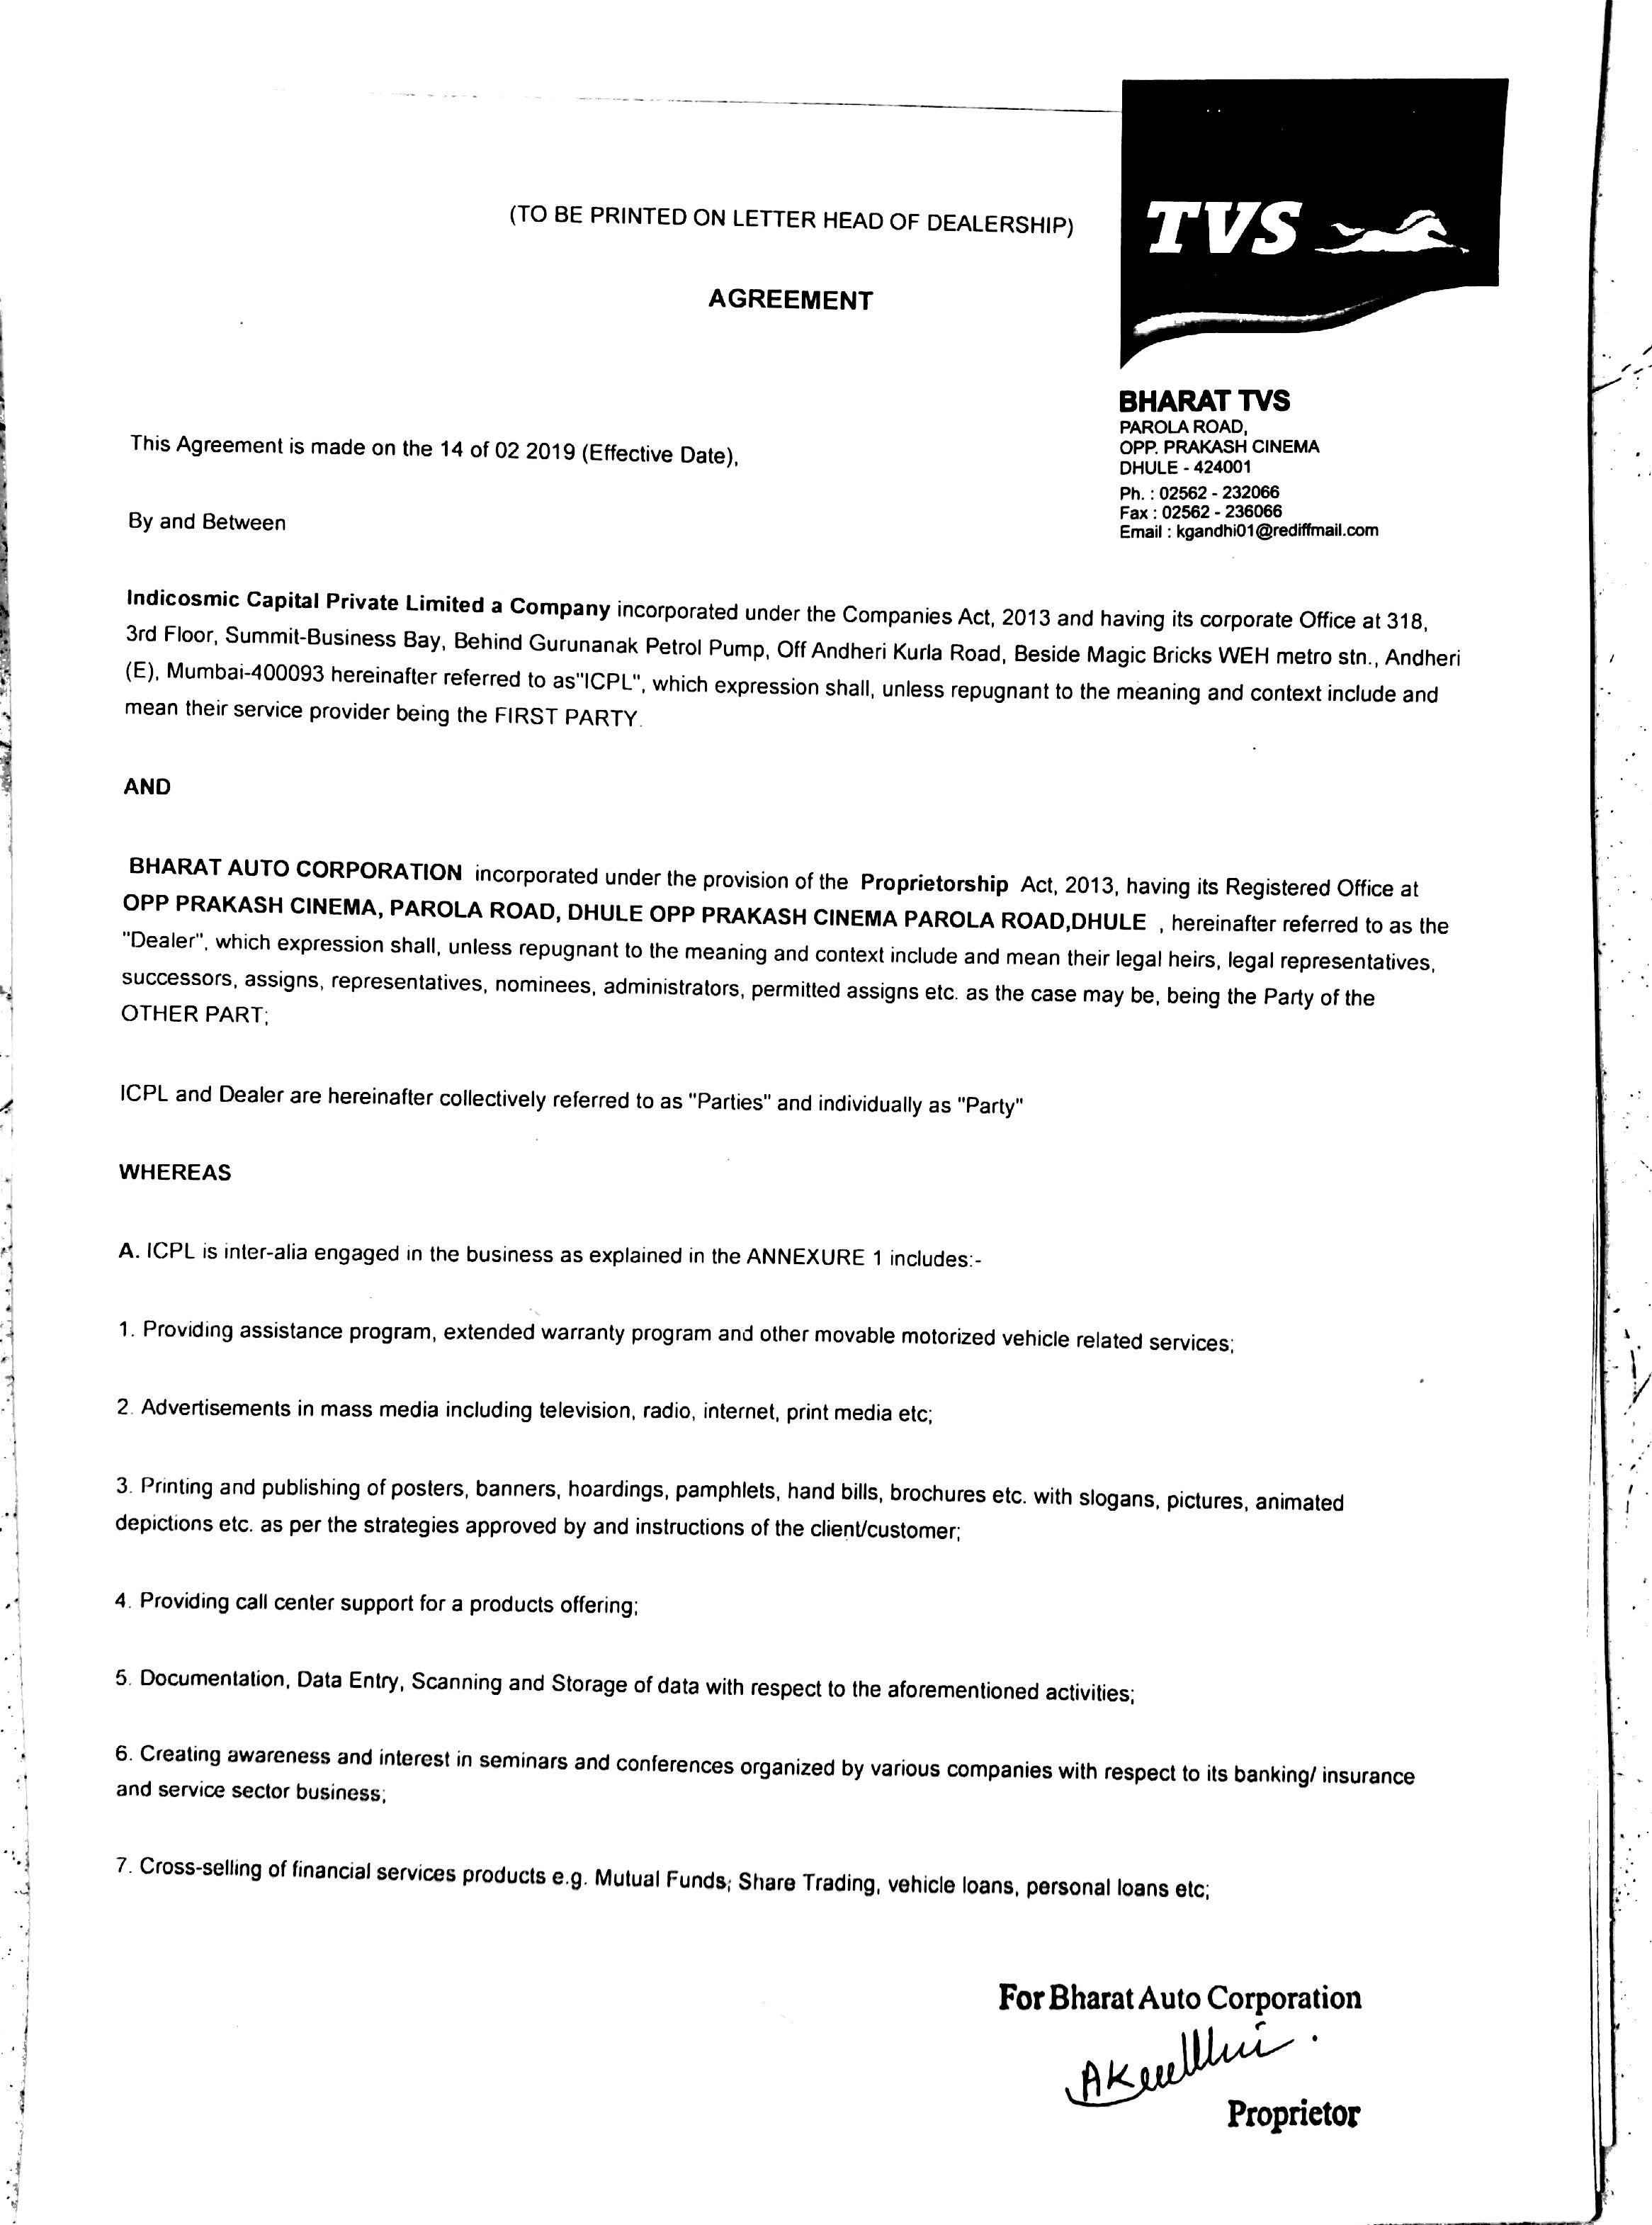 (TO BE PRINTED ON LETTER HEAD OF DEALERSHIP)
TVS
AGREEMENT
BHARAT TVS
PAROLA ROAD,
OPP. PRAKASH CINEMA
DHULE - 424001
Ph. : 02562 - 232066
Fax : 02562 - 236066
Email : kgandhi01@rediffmail.com
This Agreement is made on the 14 of 02 2019 (Effective Date),
By and Between
Indicosmic Capital Private Limited a Company incorporated under the Companies Act, 2013 and having its corporate Office at 318,
3rd Floor, Summit-Business Bay, Behind Gurunanak Petrol Pump, Off Andheri Kurla Road, Beside Magic Bricks WEH metro stn., Andheri
(E), Mumbai-400093 hereinafter referred to as"ICPL", which expression shall, unless repugnant to the meaning and context include and
mean their service provider being the FIRST PARTY.
AND
BHARAT AUTO CORPORATION incorporated under the provision of the Proprietorship Act, 2013, having its Registered Office at
OPP PRAKASH CINEMA, PAROLA ROAD, DHULE OPP PRAKASH CINEMA PAROLA ROAD,DHULE , hereinafter referred to as the
"Dealer", which expression shall, unless repugnant to the meaning and context include and mean their legal heirs, legal representatives,
successors, assigns, representatives, nominees, administrators, permitted assigns etc. as the case may be, being the Party of the
OTHER PART;
ICPL and Dealer are hereinafter collectively referred to as "Parties" and individually as "Party"
WHEREAS
A. ICPL is inter-alia engaged in the business as explained in the ANNEXURE 1 includes:-
1. Providing assistance program, extended warranty program and other movable motorized vehicle related services;
2. Advertisements in mass media including television, radio, internet, print media etc;
3. Printing and publishing of posters, banners, hoardings, pamphlets, hand bills, brochures etc. with slogans, pictures, animated
depictions etc. as per the strategies approved by and instructions of the client/customer;
4. Providing call center support for a products offering;
5. Documentation, Data Entry, Scanning and Storage of data with respect to the aforementioned activities;
6. Creating awareness and interest in seminars and conferences organized by various companies with respect to its banking/ insurance
and service sector business;
7. Cross-selling of financial services products e.g. Mutual Funds; Share Trading, vehicle loans, personal loans etc;
For Bharat Auto Corporation
Proprietor